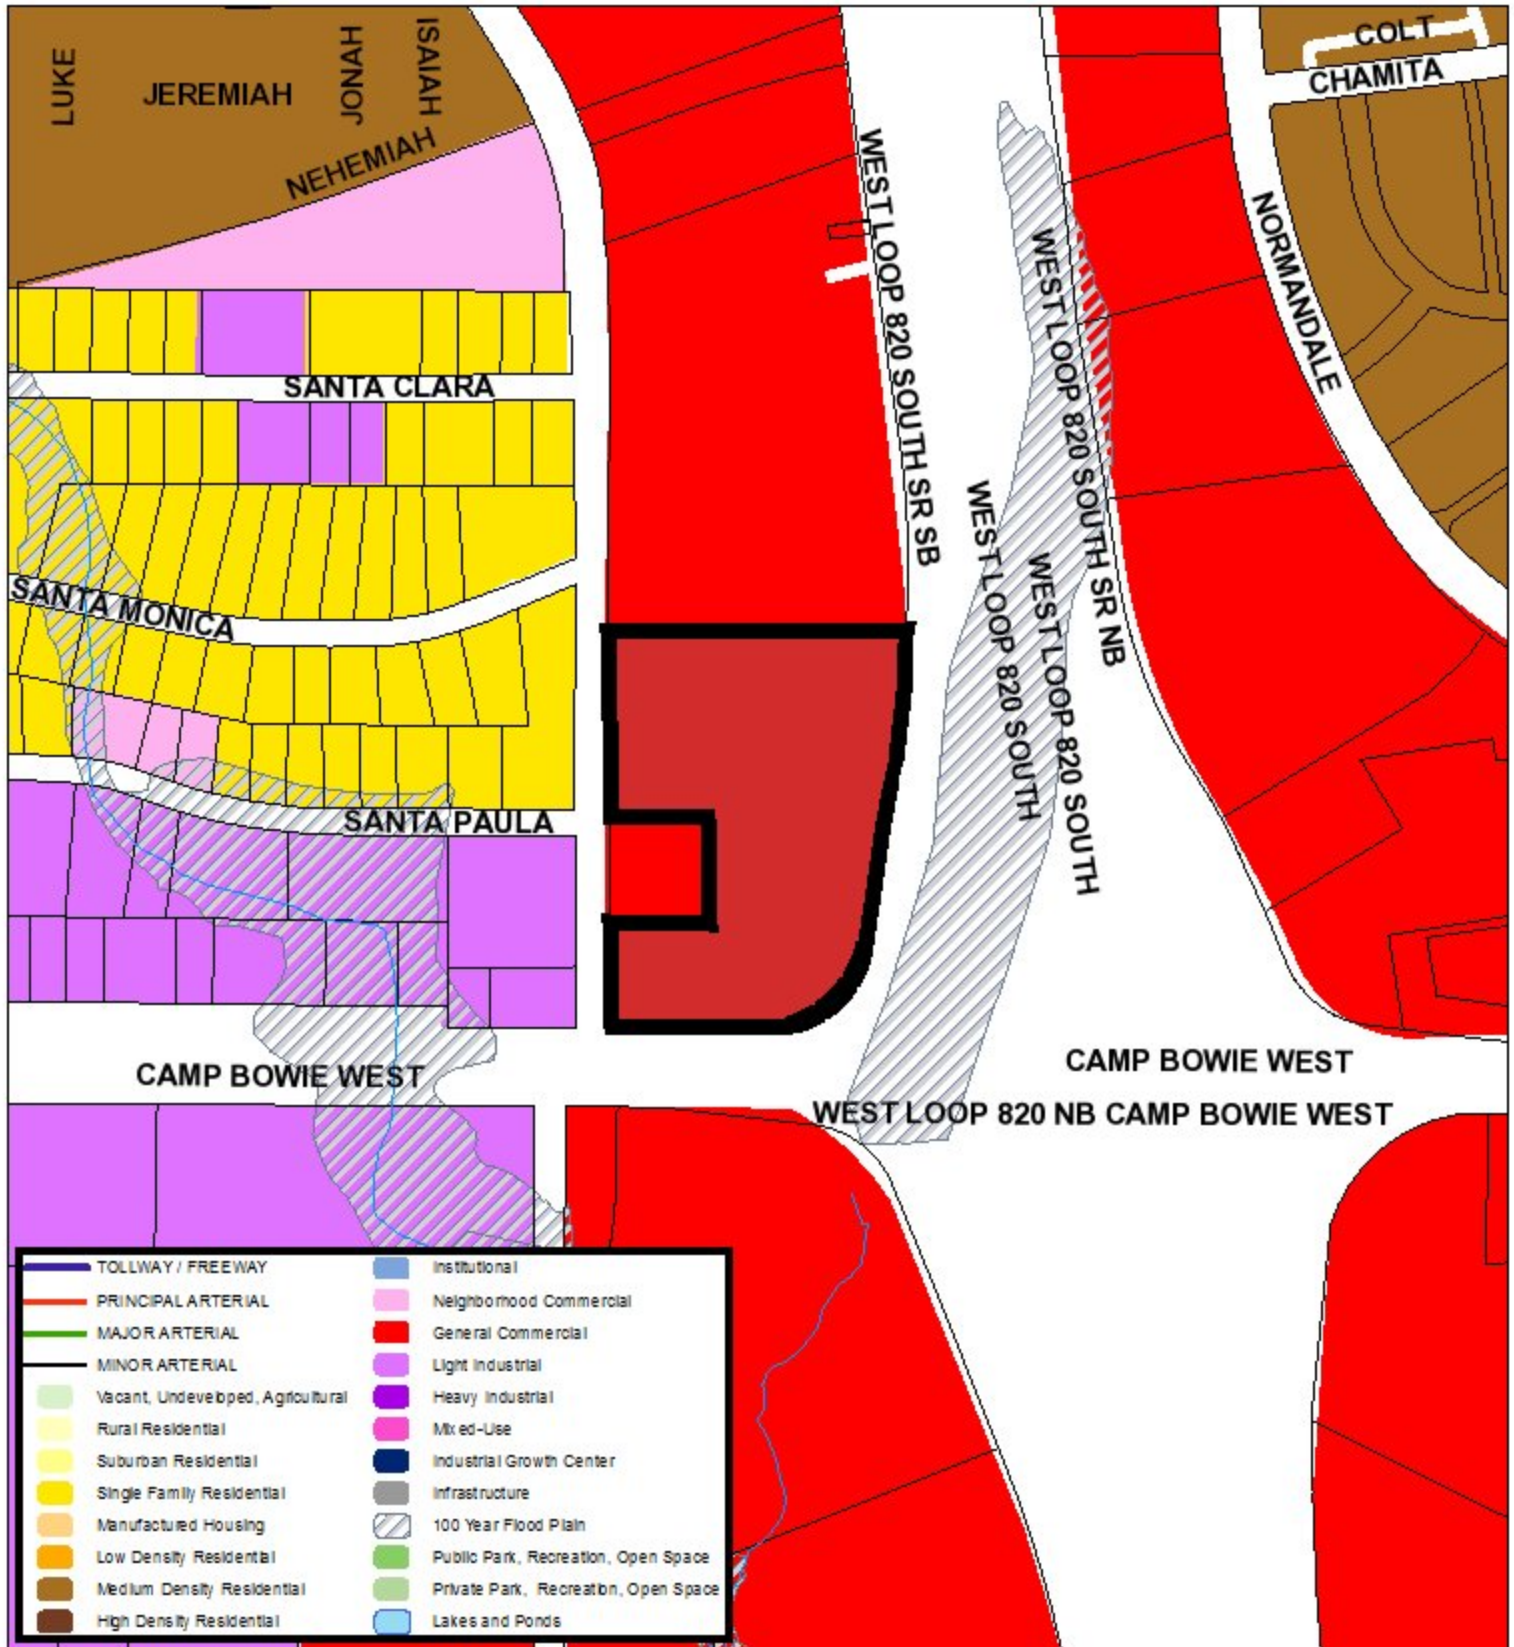 LUKE
JEREMIAH
JONAH
ISAIAH
NEHEMIAH
COLT
CHAMITA
NORMANDALE
WEST LOOP 820 SOUTH SR SB
WEST LOOP 820 SOUTH SR NB
WEST LOOP 820 SOUTH
WEST LOOP 820 SOUTH
SANTA CLARA
SANTA MONICA
SANTA PAULA
CAMP BOWIE WEST
CAMP BOWIE WEST
WEST LOOP 820 NB CAMP BOWIE WEST
TOLLWAY / FREEWAY
PRINCIPAL ARTERIAL
MAJOR ARTERIAL
MINOR ARTERIAL
Vacant, Undeveloped, Agricultural
Rural Residential
Suburban Residential
Single Family Residential
Manufactured Housing
Low Density Residential
Medium Density Residential
High Density Residential
Institutional
Neighborhood Commercial
General Commercial
Light Industrial
Heavy Industrial
Mixed-Use
Industrial Growth Center
Infrastructure
100 Year Flood Plain
Public Park, Recreation, Open Space
Private Park, Recreation, Open Space
Lakes and Ponds